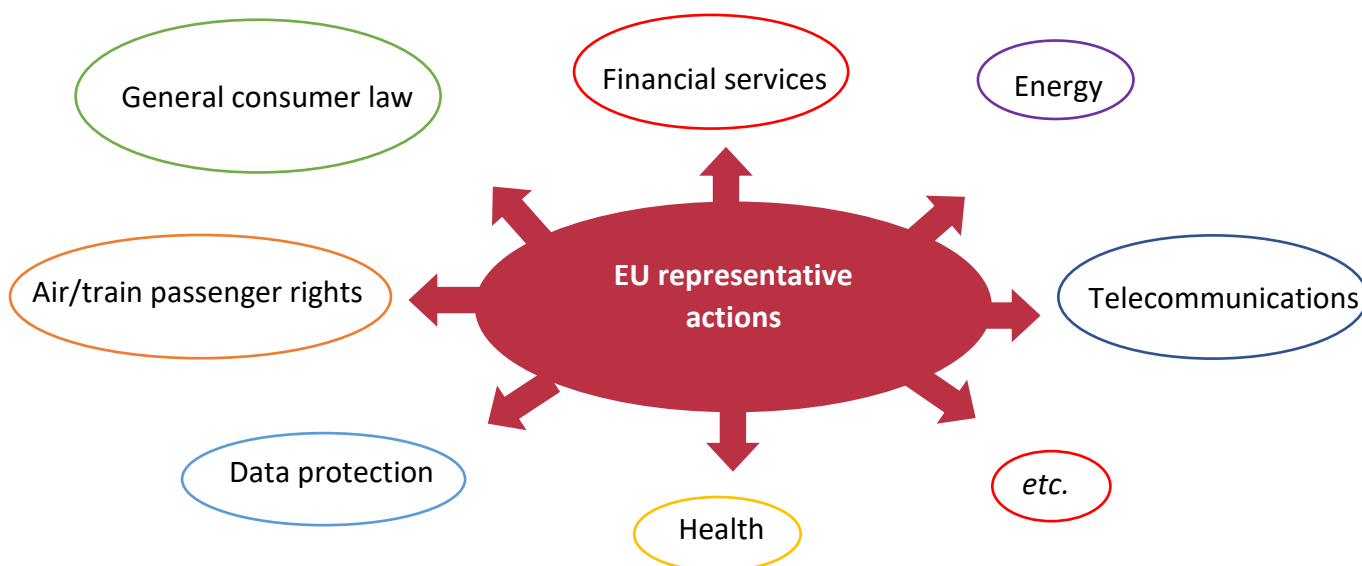 General consumer law
Financial services
Energy
Air/train passenger rights
EU representative
actions
Telecommunications
Data protection
Health
etc.